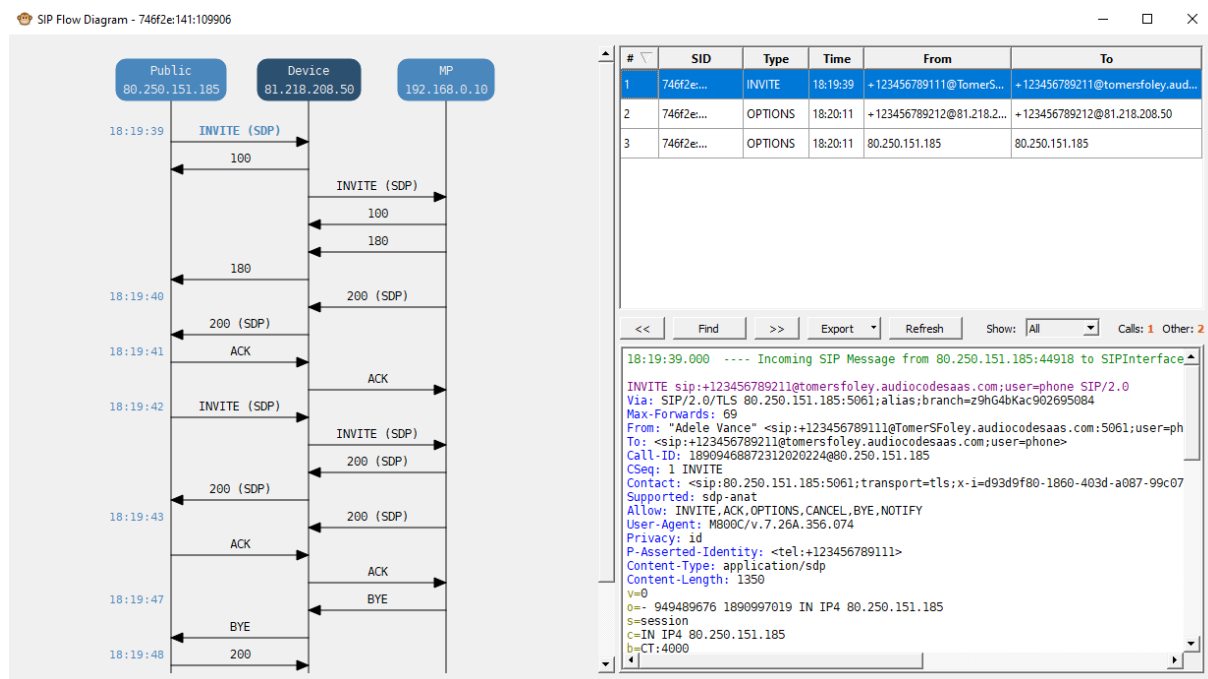 SIP Flow Diagram - 746f2e:141:109906
Public
80.250.151.185
Device
81.218.208.50
MP
192.168.0.10
18:19:39 INVITE (SDP)
100
INVITE (SDP)
100
180
180
18:19:40 200 (SDP)
200 (SDP)
18:19:41 ACK
ACK
18:19:42 INVITE (SDP)
INVITE (SDP)
200 (SDP)
200 (SDP)
18:19:43 200 (SDP)
ACK
ACK
18:19:47 BYE
BYE
18:19:48 200
# SID Type Time From To
1 746f2e:... INVITE 18:19:39 +123456789111@TomerS... +123456789211@tomersfoley.aud...
2 746f2e:... OPTIONS 18:20:11 +123456789212@81.218.2... +123456789212@81.218.208.50
3 746f2e:... OPTIONS 18:20:11 80.250.151.185 80.250.151.185
<< Find >> Export Refresh Show: All Calls: 1 Other: 2
18:19:39.000 ---- Incoming SIP Message from 80.250.151.185:44918 to SIPInterface
INVITE sip:+123456789211@tomersfoley.audiocodesaas.com;user=phone SIP/2.0
Via: SIP/2.0/TLS 80.250.151.185:5061;alias;branch=z9hG4bKac902695084
Max-Forwards: 69
From: "Adele Vance" <sip:+123456789111@TomerSFoley.audiocodesaas.com:5061;user=ph
To: <sip:+123456789211@tomersfoley.audiocodesaas.com;user=phone>
Call-ID: 18909468872312020224@80.250.151.185
CSeq: 1 INVITE
Contact: <sip:80.250.151.185:5061;transport=tls;x-i=d93d9f80-1860-403d-a087-99c07
Supported: sdp-anat
Allow: INVITE,ACK,OPTIONS,CANCEL,BYE,NOTIFY
User-Agent: M800C/v.7.26A.356.074
Privacy: id
P-Asserted-Identity: <tel:+123456789111>
Content-Type: application/sdp
Content-Length: 1350
v=0
o=- 949489676 1890997019 IN IP4 80.250.151.185
s=session
c=IN IP4 80.250.151.185
b=CT:4000